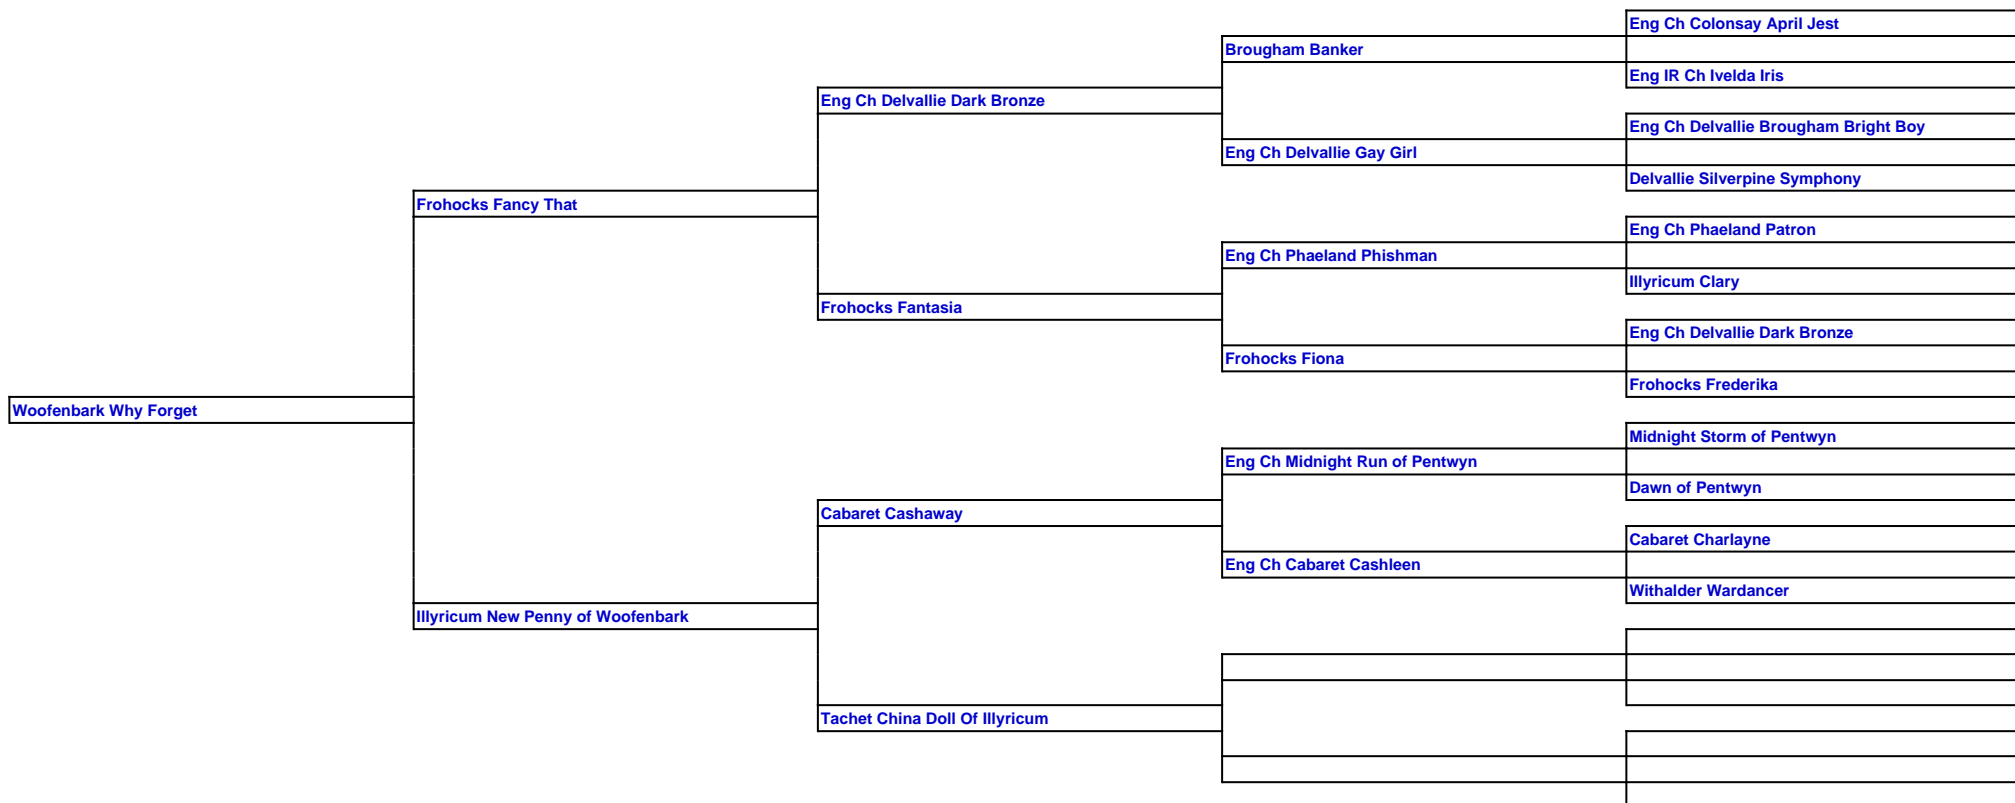 Eng Ch Colonsay April Jest
Brougham Banker
Eng IR Ch Ivelda Iris
Eng Ch Delvallie Dark Bronze
Eng Ch Delvallie Brougham Bright Boy
Eng Ch Delvallie Gay Girl
Delvallie Silverpine Symphony
Frohocks Fancy That
Eng Ch Phaeland Patron
Eng Ch Phaeland Phishman
Illyricum Clary
Frohocks Fantasia
Eng Ch Delvallie Dark Bronze
Frohocks Fiona
Frohocks Frederika
Woofenbark Why Forget
Midnight Storm of Pentwyn
Eng Ch Midnight Run of Pentwyn
Dawn of Pentwyn
Cabaret Cashaway
Cabaret Charlayne
Eng Ch Cabaret Cashleen
Withalder Wardancer
Illyricum New Penny of Woofenbark
Tachet China Doll Of Illyricum